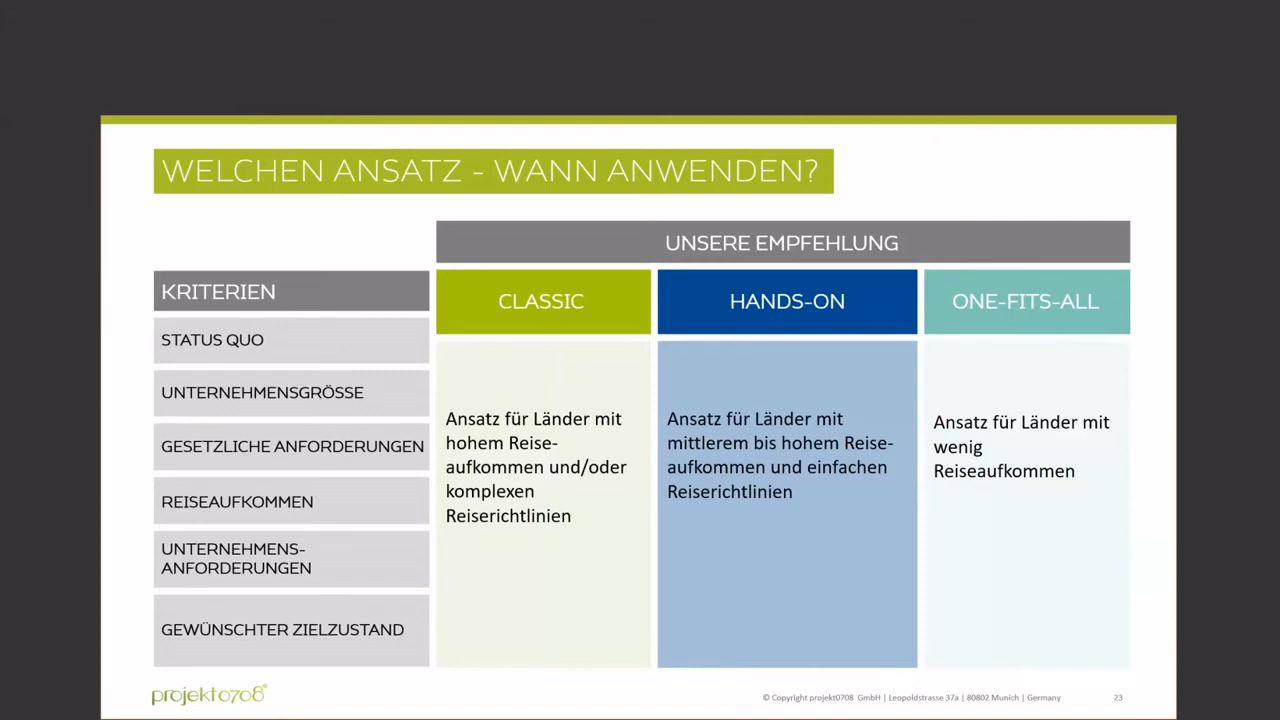 WELCHEN ANSATZ - WANN ANWENDEN?
UNSERE EMPFEHLUNG
KRITERIEN
CLASSIC
HANDS-ON
ONE-FITS-ALL
STATUS QUO
UNTERNEHMENSGRÖSSE
GESETZLICHE ANFORDERUNGEN
REISEAUFKOMMEN
UNTERNEHMENS-
ANFORDERUNGEN
GEWÜNSCHTER ZIELZUSTAND
Ansatz für Länder mit
hohem Reise-
aufkommen und/oder
komplexen
Reiserichtlinien
Ansatz für Länder mit
mittlerem bis hohem Reise-
aufkommen und einfachen
Reiserichtlinien
Ansatz für Länder mit
wenig
Reiseaufkommen
projekt0708®
© Copyright projekt0708 GmbH | Leopoldstrasse 37a | 80802 Munich | Germany
23